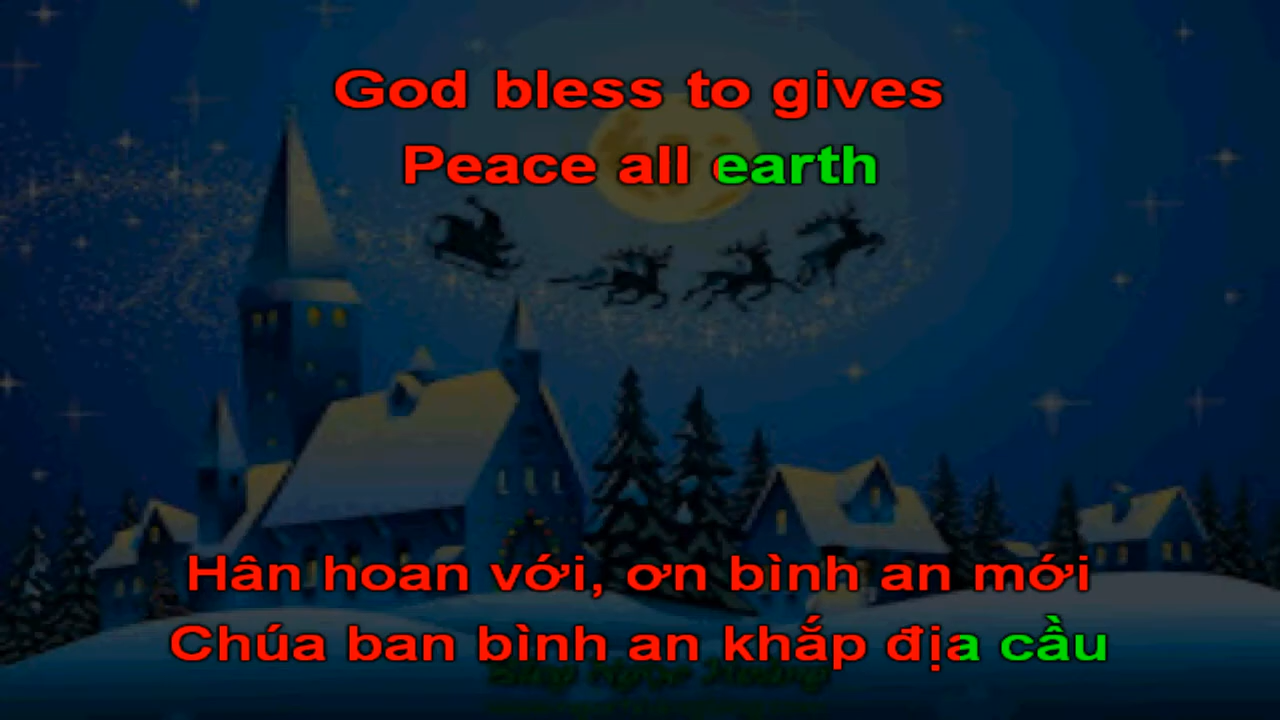 God bless to gives
Peace all earth
Hân hoan với, ơn bình an mới
Chúa ban bình an khắp địa cầu